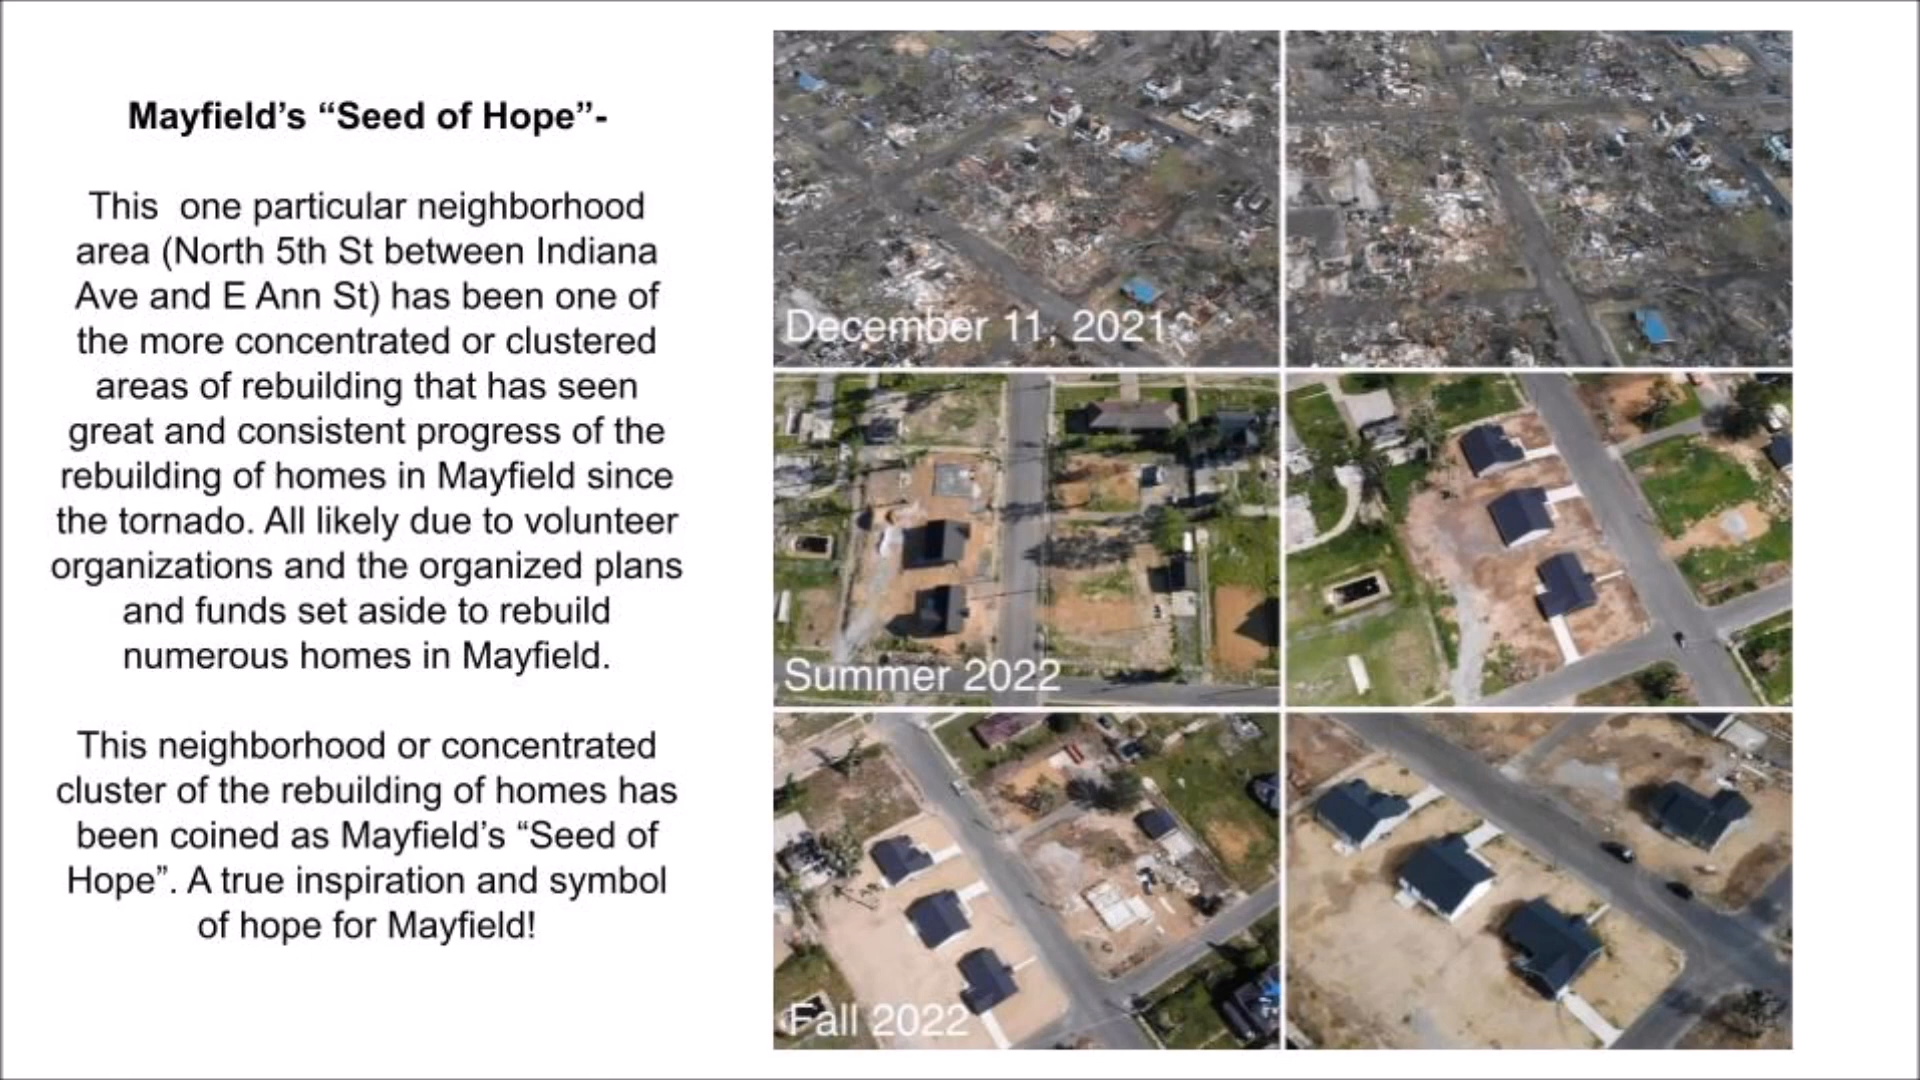 Mayfield’s “Seed of Hope”-
This  one particular neighborhood
area (North 5th St between Indiana
Ave and E Ann St) has been one of
the more concentrated or clustered
areas of rebuilding that has seen
great and consistent progress of the
rebuilding of homes in Mayfield since
the tornado. All likely due to volunteer
organizations and the organized plans
and funds set aside to rebuild
numerous homes in Mayfield.
This neighborhood or concentrated
cluster of the rebuilding of homes has
been coined as Mayfield’s “Seed of
Hope”. A true inspiration and symbol
of hope for Mayfield!
December 11, 2021
Summer 2022
Fall 2022